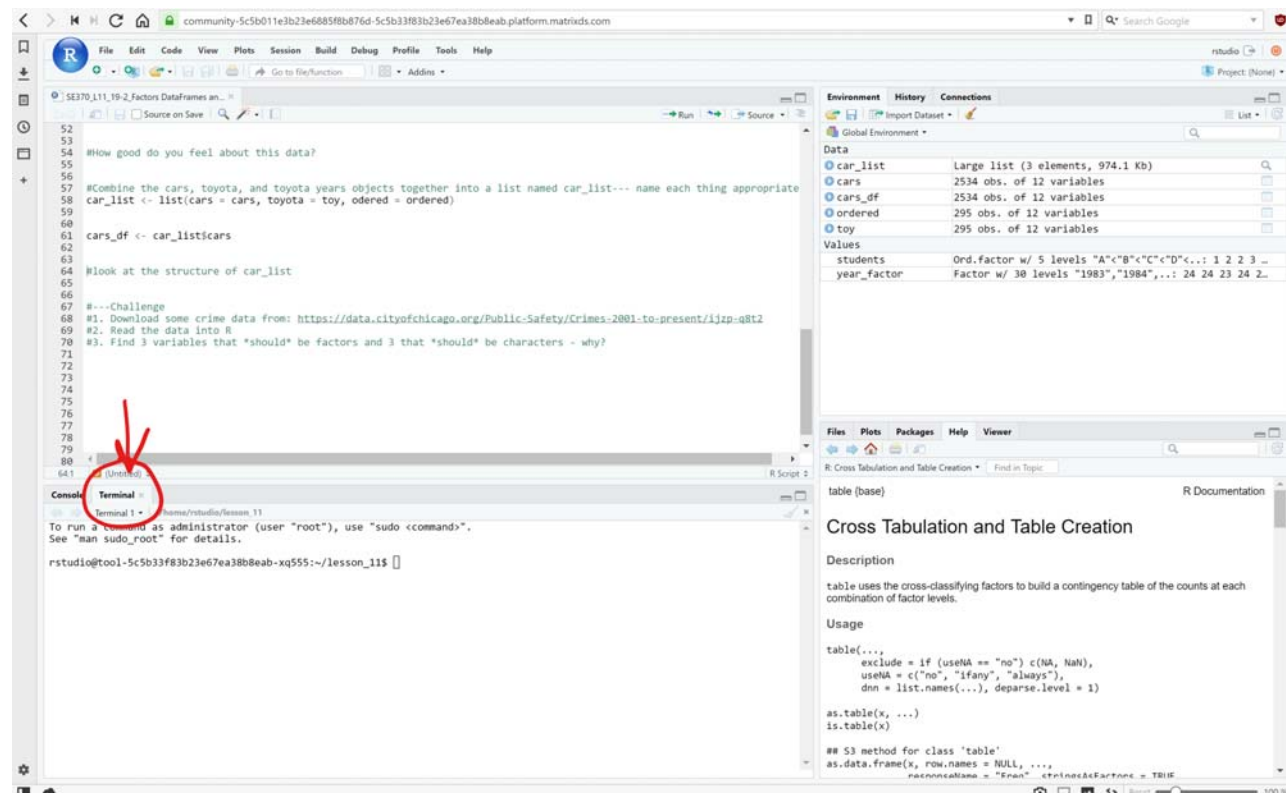 community-5c5b011e3b23e6885f8b876d-5c5b33f83b23e67ea38b8eab.platform.matrixds.com
Search Google
R File Edit Code View Plots Session Build Debug Profile Tools Help
rstudio
Go to file/function Addins
Project: (None)
SE370_L11_19-2_Factors DataFrames an...
Source on Save Run Source
52
53
54 #How good do you feel about this data?
55
56
57 #Combine the cars, toyota, and toyota years objects together into a list named car_list--- name each thing appropriate
58 car_list <- list(cars = cars, toyota = toy, odered = ordered)
59
60
61 cars_df <- car_list$cars
62
63
64 #look at the structure of car_list
65
66
67 #---Challenge
68 #1. Download some crime data from: https://data.cityofchicago.org/Public-Safety/Crimes-2001-to-present/ijzp-q8t2
69 #2. Read the data into R
70 #3. Find 3 variables that *should* be factors and 3 that *should* be characters - why?
71
72
73
74
75
76
77
78
79
80
64:1 (Untitled) R Script
Console Terminal
Terminal 1 /home/rstudio/lesson_11
To run a command as administrator (user "root"), use "sudo <command>".
See "man sudo_root" for details.
rstudio@tool-5c5b33f83b23e67ea38b8eab-xq555:~/lesson_11$
Environment History Connections
Import Dataset List
Global Environment
Data
car_list Large list (3 elements, 974.1 Kb)
cars 2534 obs. of 12 variables
cars_df 2534 obs. of 12 variables
ordered 295 obs. of 12 variables
toy 295 obs. of 12 variables
Values
students Ord.factor w/ 5 levels "A"<"B"<"C"<"D"<..: 1 2 2 3 ...
year_factor Factor w/ 30 levels "1983","1984",..: 24 24 23 24 2...
Files Plots Packages Help Viewer
R: Cross Tabulation and Table Creation Find in Topic
table {base} R Documentation
Cross Tabulation and Table Creation
Description
table uses the cross-classifying factors to build a contingency table of the counts at each
combination of factor levels.
Usage
table(...,
exclude = if (useNA == "no") c(NA, NaN),
useNA = c("no", "ifany", "always"),
dnn = list.names(...), deparse.level = 1)
as.table(x, ...)
is.table(x)
## S3 method for class 'table'
as.data.frame(x, row.names = NULL, ...,
responseName = "Freq", stringsAsFactors = TRUE
Reset 100 %